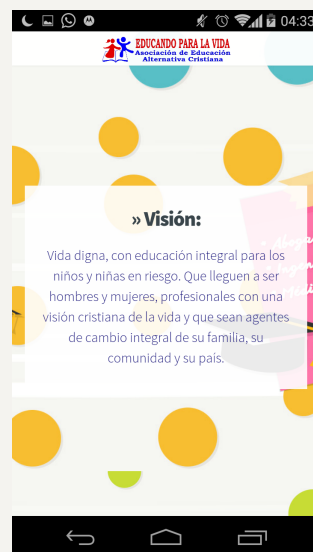 04:33
EDUCANDO PARA LA VIDA
Asociación de Educación
Alternativa Cristiana
» Visión:
Vida digna, con educación integral para los
niños y niñas en riesgo. Que lleguen a ser
hombres y mujeres, profesionales con una
visión cristiana de la vida y que sean agentes
de cambio integral de su familia, su
comunidad y su país.